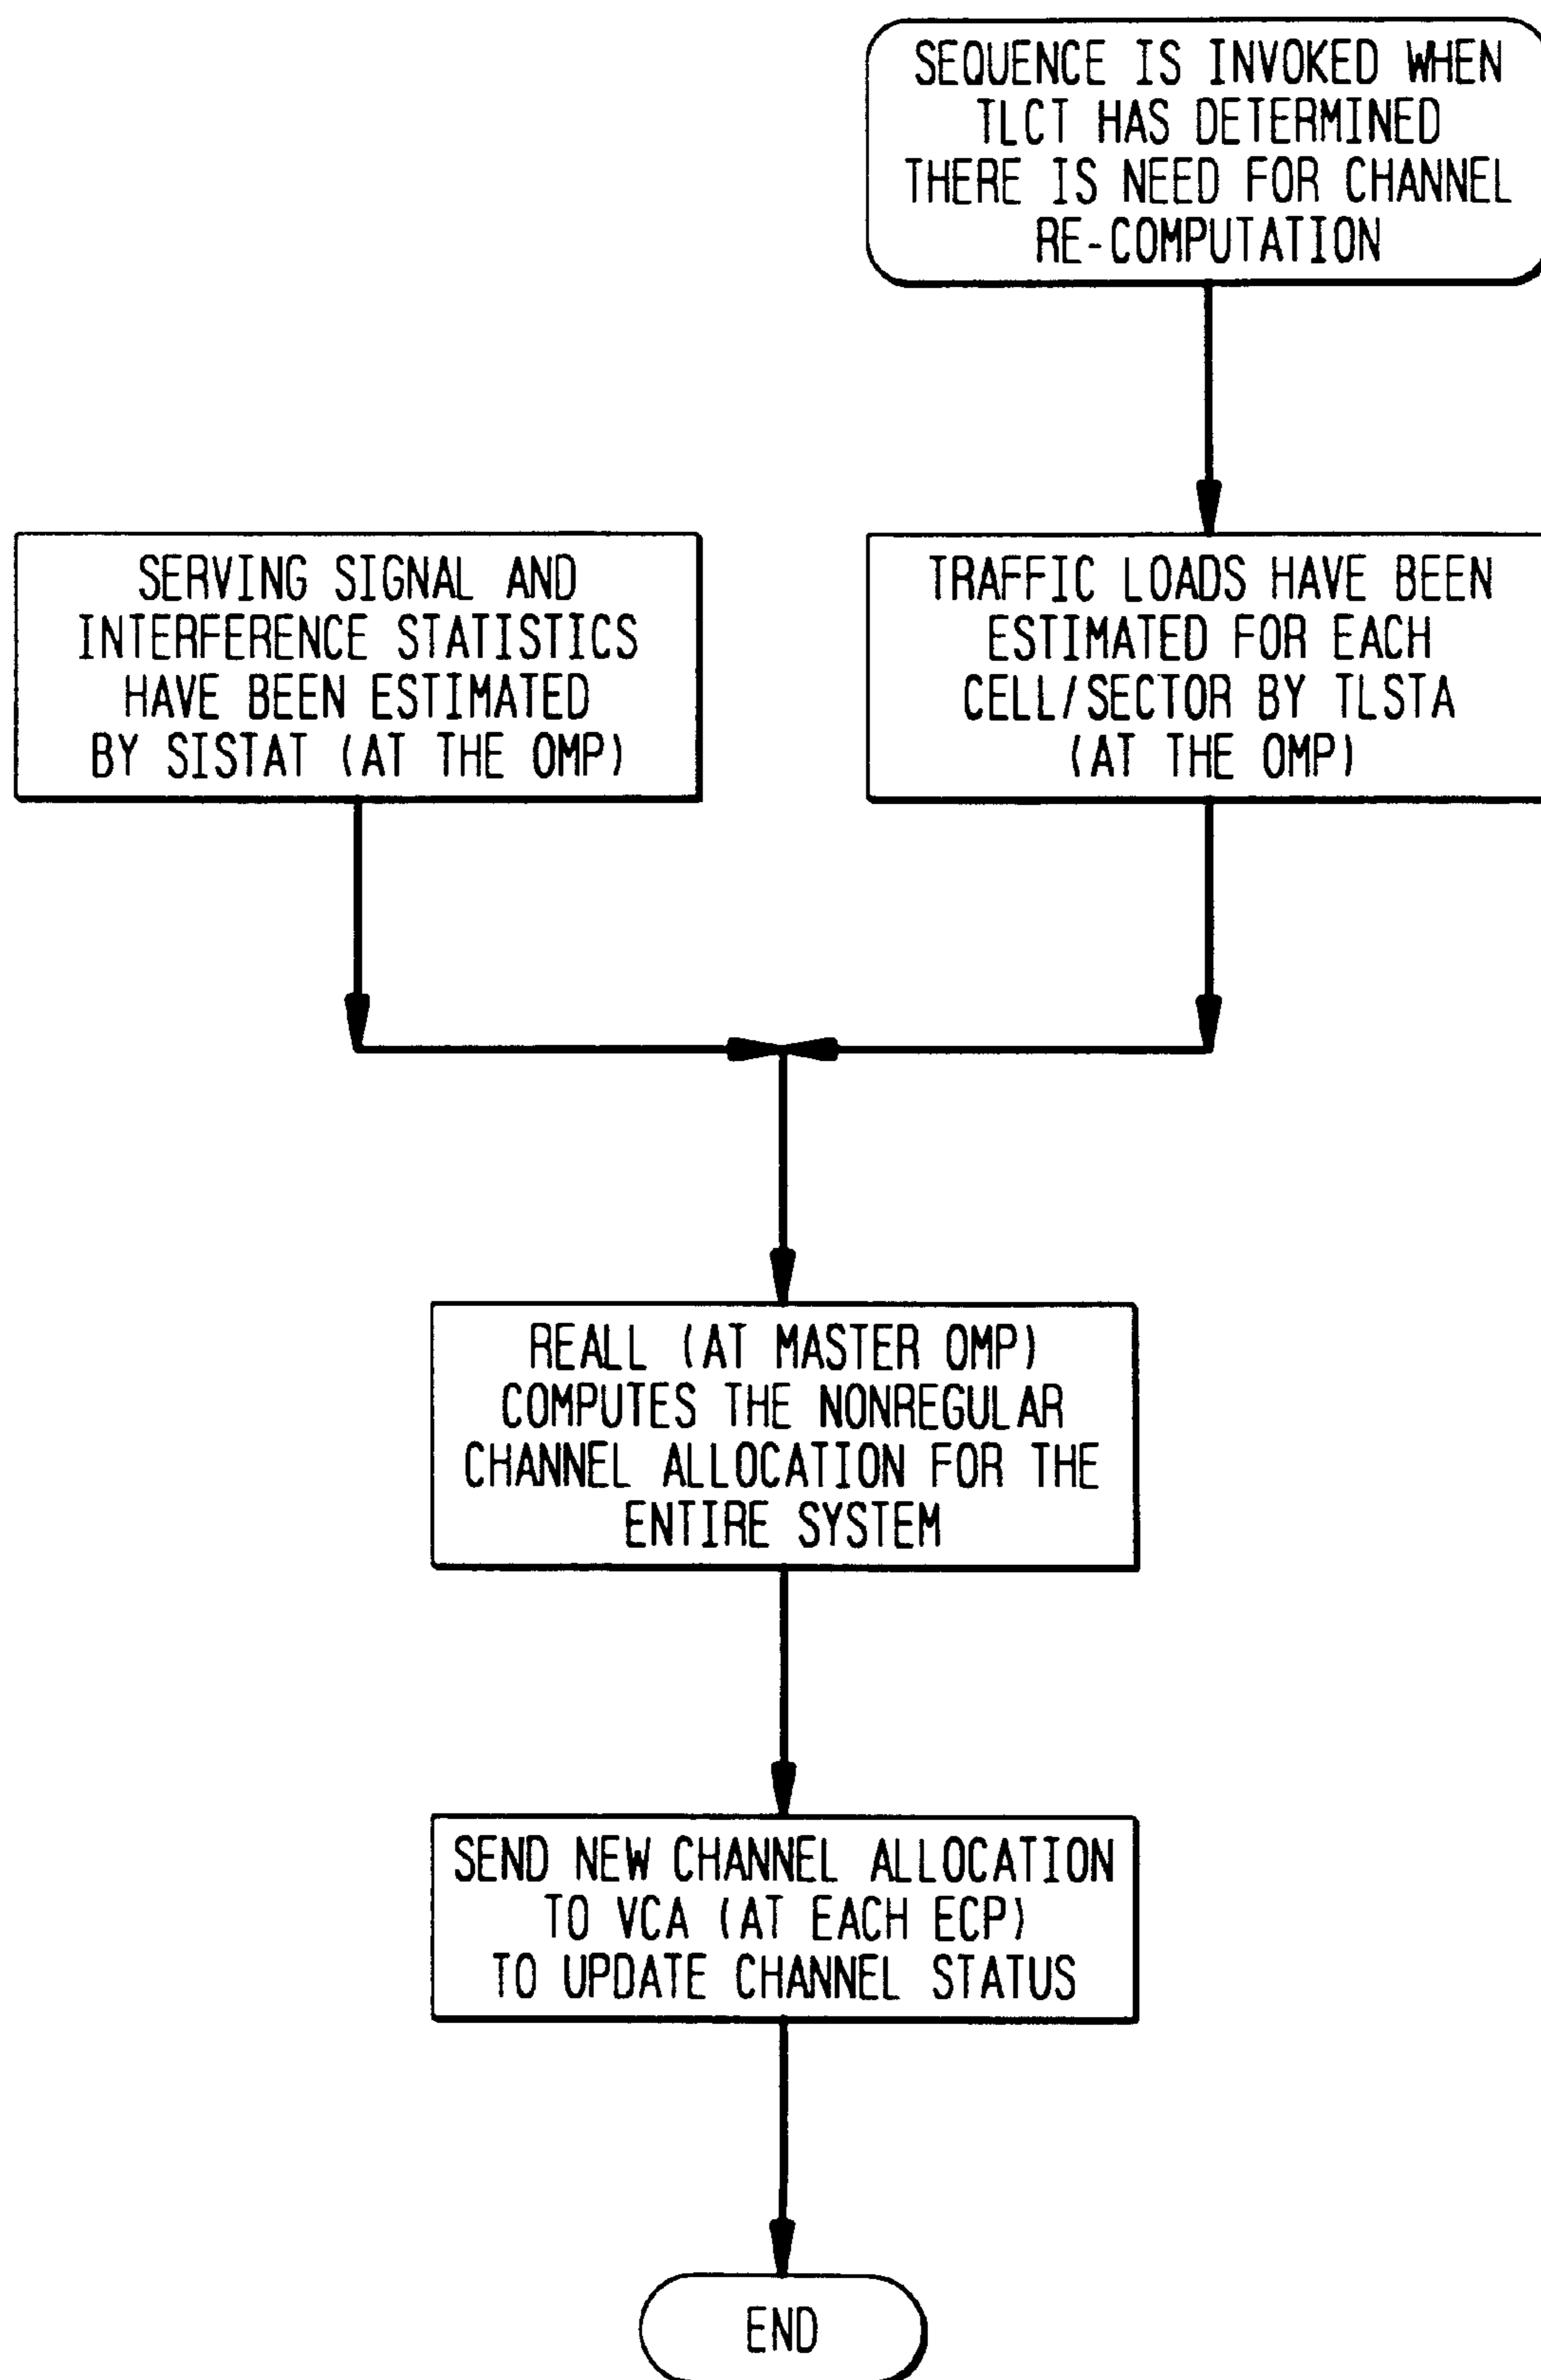 SEQUENCE IS INVOKED WHEN
TLCT HAS DETERMINED
THERE IS NEED FOR CHANNEL
RE-COMPUTATION
SERVING SIGNAL AND
INTERFERENCE STATISTICS
HAVE BEEN ESTIMATED
BY SISTAT (AT THE OMP)
TRAFFIC LOADS HAVE BEEN
ESTIMATED FOR EACH
CELL/SECTOR BY TLSTA
(AT THE OMP)
REALL (AT MASTER OMP)
COMPUTES THE NONREGULAR
CHANNEL ALLOCATION FOR THE
ENTIRE SYSTEM
SEND NEW CHANNEL ALLOCATION
TO VCA (AT EACH ECP)
TO UPDATE CHANNEL STATUS
END